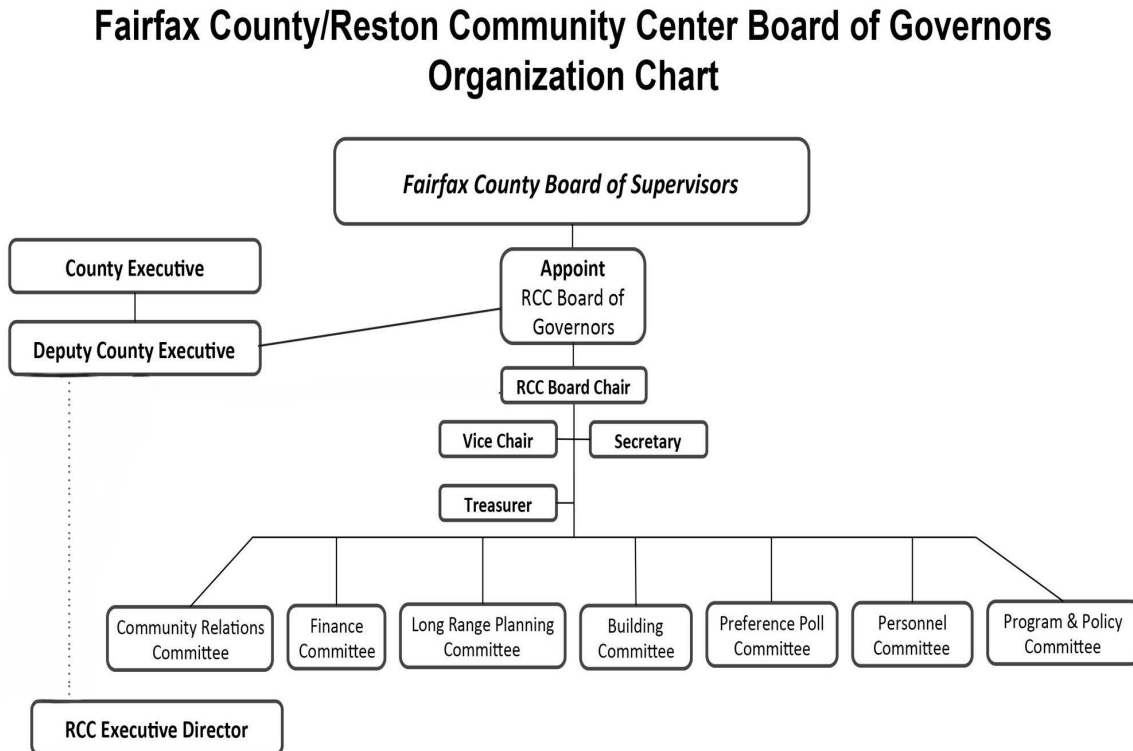 Fairfax County/Reston Community Center Board of Governors
Organization Chart
Fairfax County Board of Supervisors
County Executive
Appoint
RCC Board of
Governors
Deputy County Executive
RCC Board Chair
Vice Chair
Secretary
Treasurer
Community Relations
Committee
Finance
Committee
Long Range Planning
Committee
Building
Committee
Preference Poll
Committee
Personnel
Committee
Program & Policy
Committee
RCC Executive Director